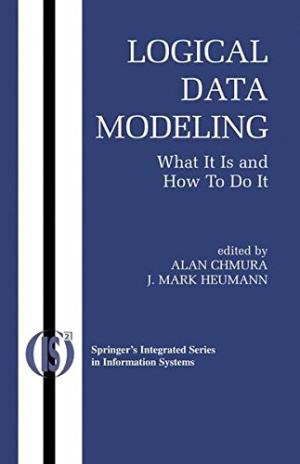 LOGICAL
DATA
MODELING
What It Is and
How To Do It
edited by
ALAN CHMURA
J. MARK HEUMANN
IS
2
Springer's Integrated Series
in Information Systems